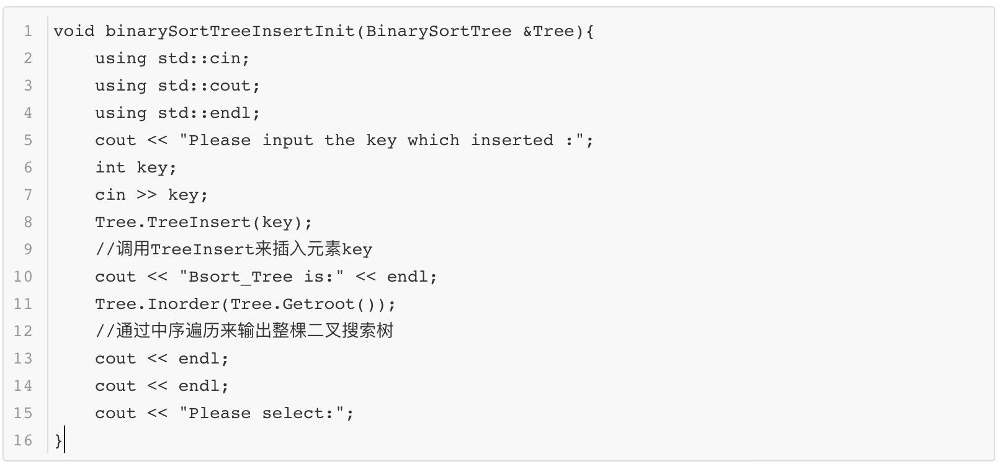 1 void binarySortTreeInsertInit(BinarySortTree &Tree){
2     using std::cin;
3     using std::cout;
4     using std::endl;
5     cout << "Please input the key which inserted :";
6     int key;
7     cin >> key;
8     Tree.TreeInsert(key);
9     //调用TreeInsert来插入元素key
10     cout << "Bsort_Tree is:" << endl;
11     Tree.Inorder(Tree.Getroot());
12     //通过中序遍历来输出整棵二叉搜索树
13     cout << endl;
14     cout << endl;
15     cout << "Please select:";
16 }